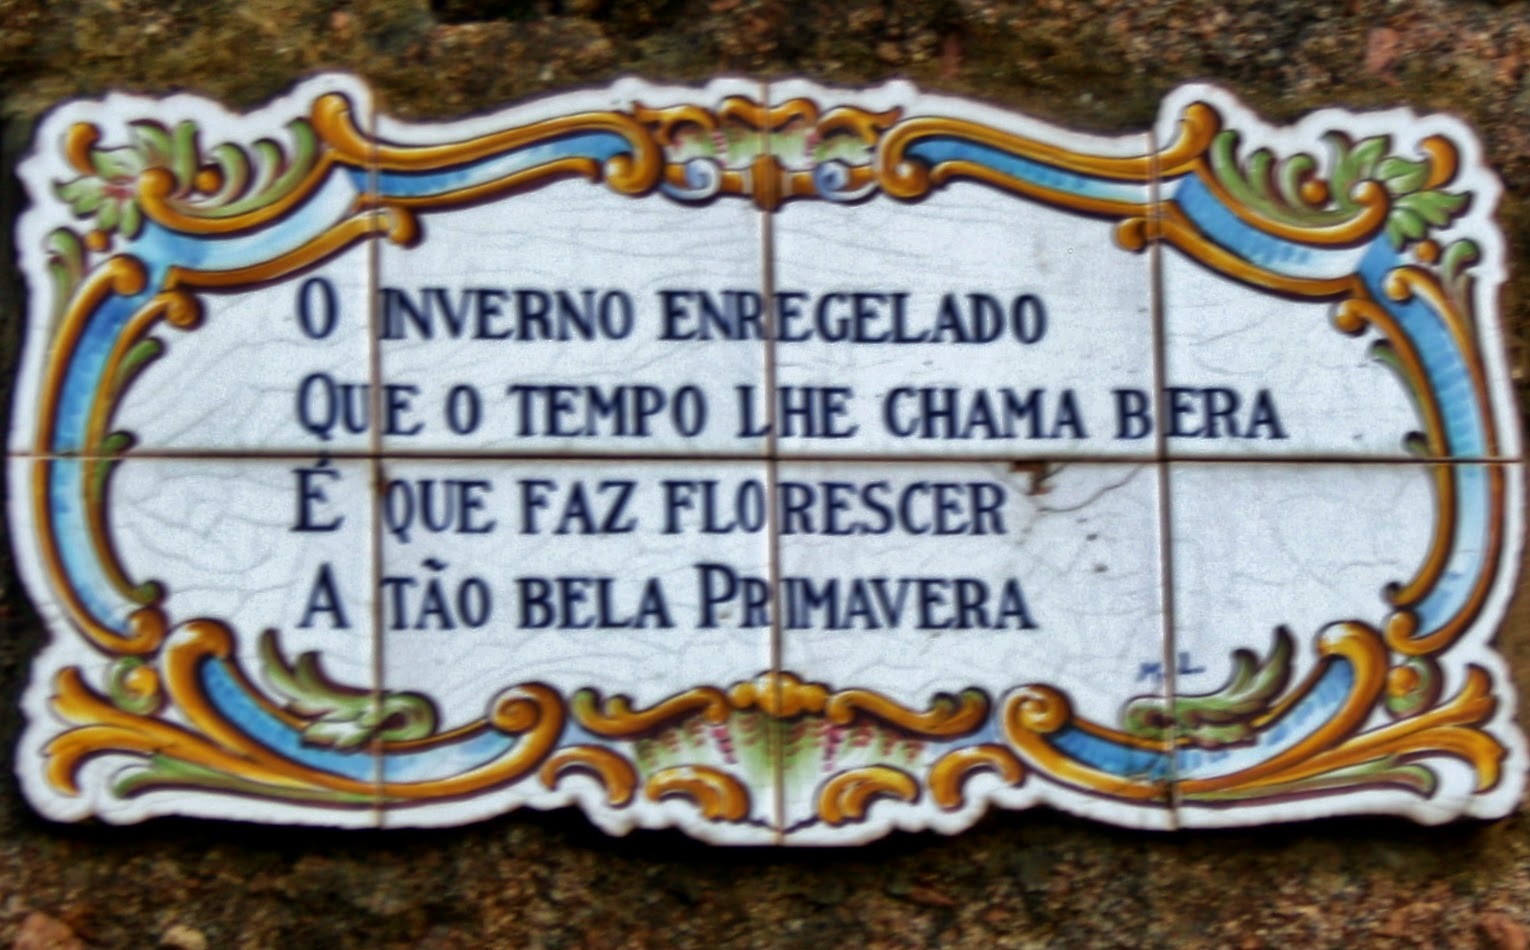 O INVERNO ENREGELADO
QUE O TEMPO LHE CHAMA BERA
É QUE FAZ FLORESCER
A TÃO BELA PRIMAVERA
M. L.